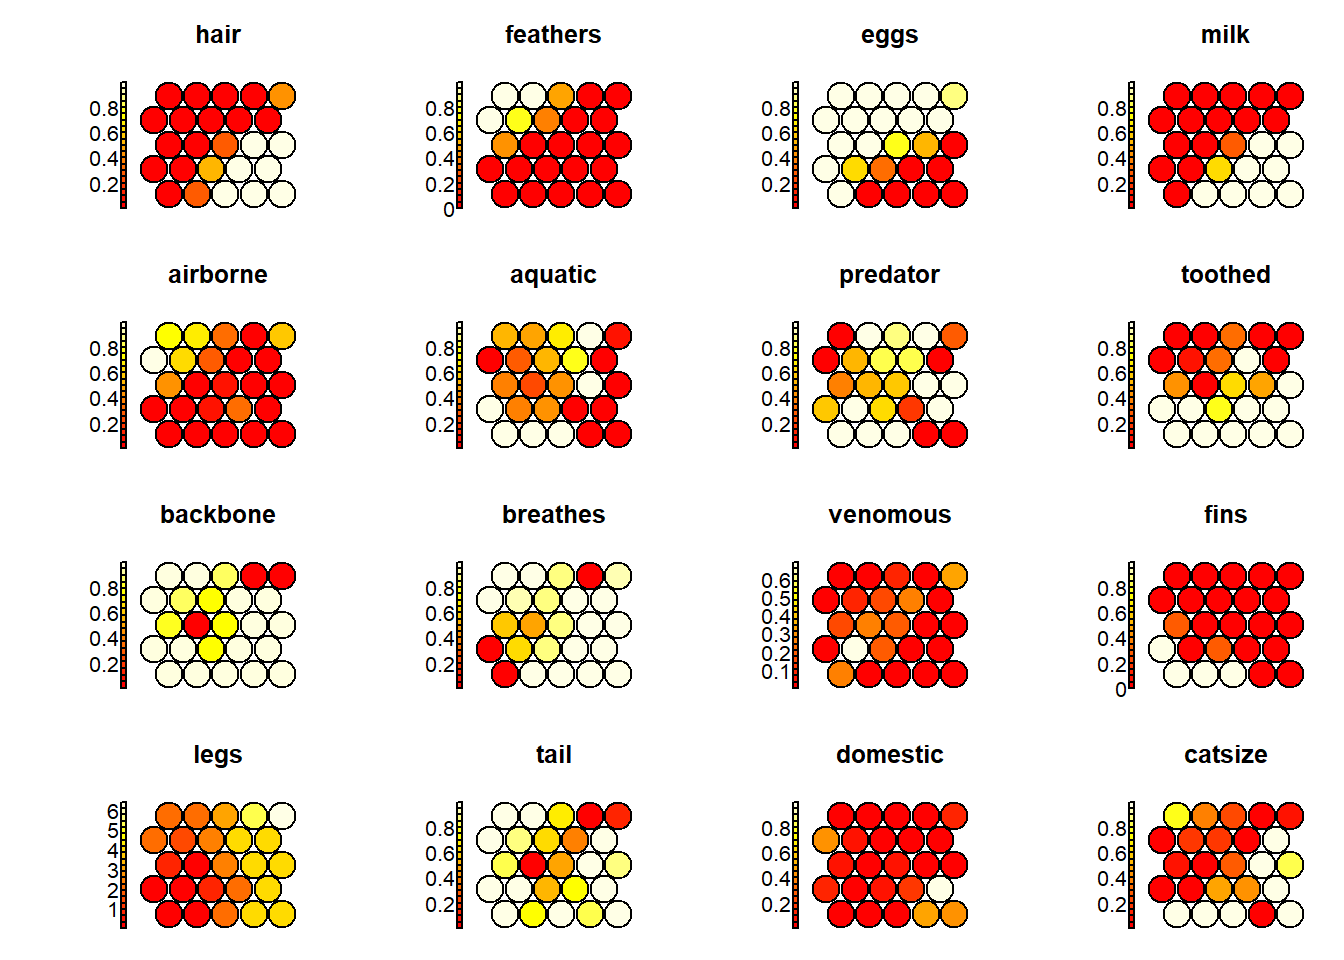 hair feathers eggs milk
0.8 0.8 0.8 0.8
0.6 0.6 0.6 0.6
0.4 0.4 0.4 0.4
0.2 0.2 0.2 0.2
0
airborne aquatic predator toothed
0.8 0.8 0.8 0.8
0.6 0.6 0.6 0.6
0.4 0.4 0.4 0.4
0.2 0.2 0.2 0.2
backbone breathes venomous fins
0.8 0.8 0.6 0.8
0.6 0.6 0.5 0.6
0.4 0.4 0.4 0.4
0.2 0.2 0.3 0.2
0.2 0
0.1
legs tail domestic catsize
6 0.8 0.8 0.8
5 0.6 0.6 0.6
4 0.4 0.4 0.4
3 0.2 0.2 0.2
2
1